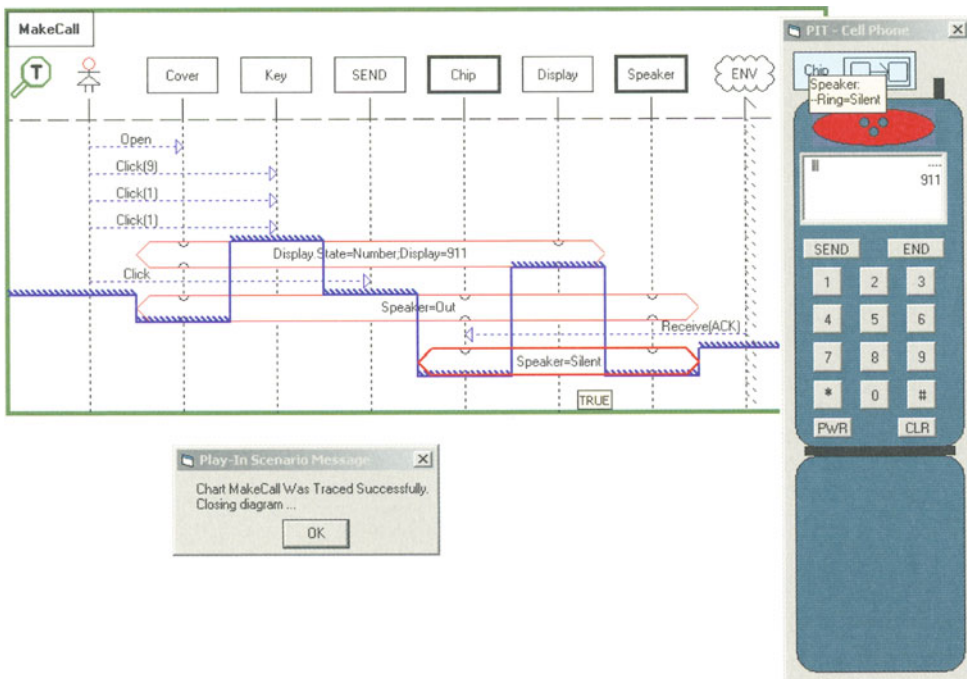 MakeCall
T
Cover
Key
SEND
Chip
Display
Speaker
ENV
Open
Click(9)
Click(1)
Click(1)
Display.State=Number;Display=911
Click
Speaker=Out
Receive(ACK)
Speaker=Silent
TRUE
Play-In Scenario Message
Chart MakeCall Was Traced Successfully.
Closing diagram ...
OK
PIT - Cell Phone
Chip
Speaker:
--Ring=Silent
911
SEND END
1 2 3
4 5 6
7 8 9
* 0 #
PWR CLR